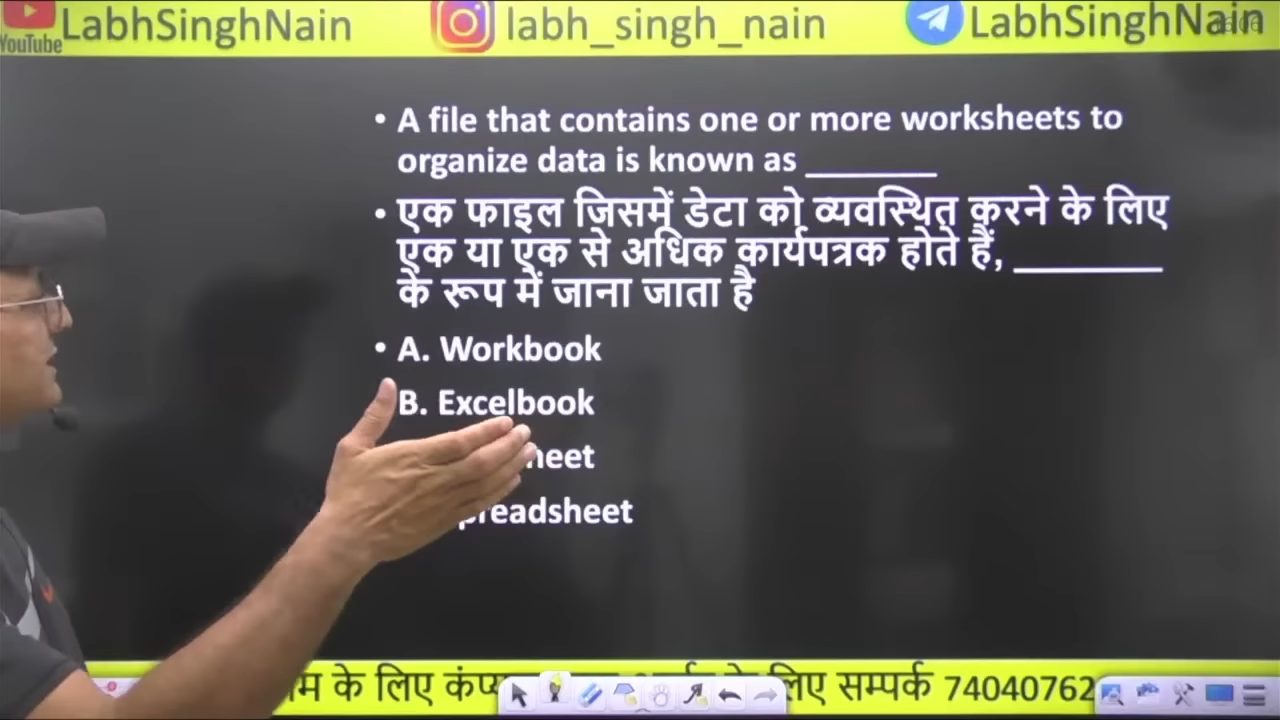 YouTube LabhSinghNain labh_singh_nain LabhSinghNain
• A file that contains one or more worksheets to
organize data is known as _______
• एक फाइल जिसमें डेटा को व्यवस्थित करने के लिए
एक या एक से अधिक कार्यपत्रक होते हैं, ________
के रूप में जाना जाता है
• A. Workbook
B. Excelbook
heet
preadsheet
के लिए लिए सम्पर्क 74040762